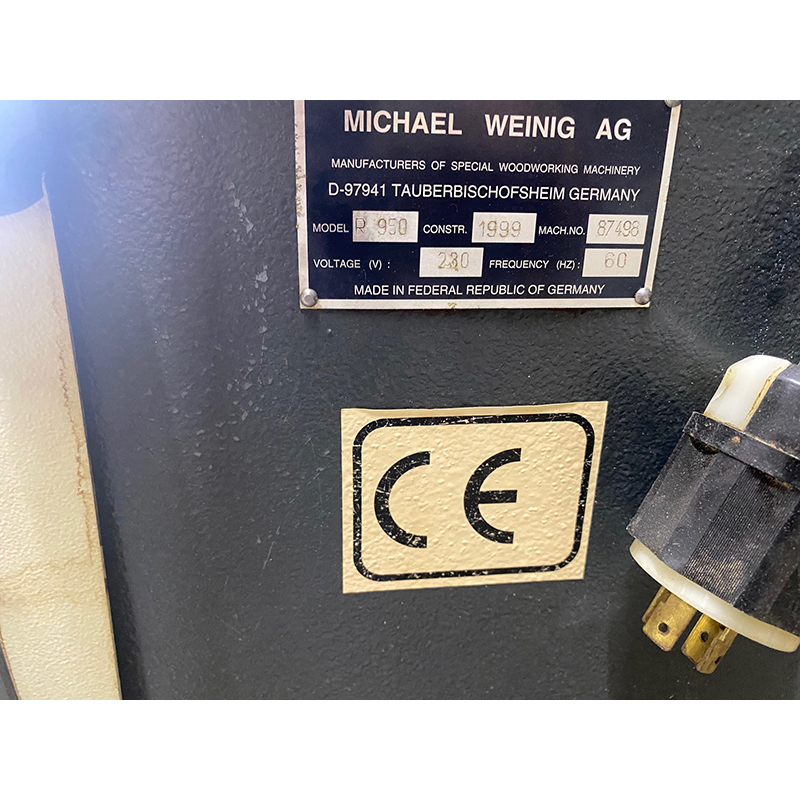 MICHAEL WEINIG AG
MANUFACTURERS OF SPECIAL WOODWORKING MACHINERY
D-97941 TAUBERBISCHOFSHEIM GERMANY
MODEL R 950 CONSTR. 1999 MACH.NO. 87498
VOLTAGE (V) : 230 FREQUENCY (HZ) : 60
MADE IN FEDERAL REPUBLIC OF GERMANY
CE